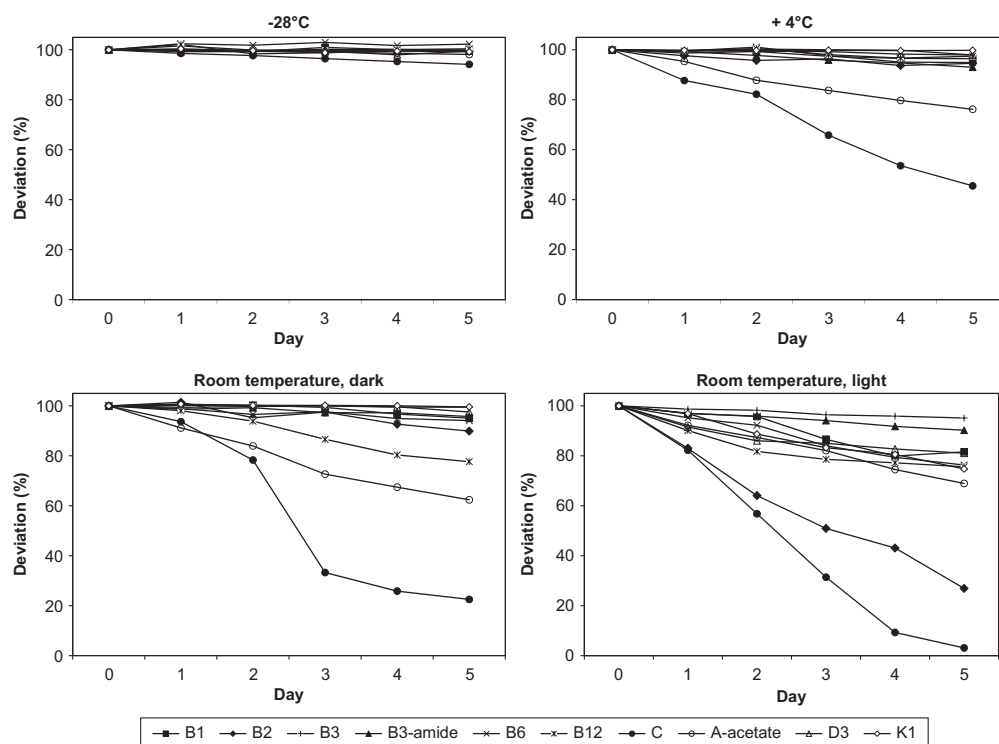 -28°C
Deviation (%)
100
80
60
40
20
0
0 1 2 3 4 5
Day
+ 4°C
Deviation (%)
100
80
60
40
20
0
0 1 2 3 4 5
Day
Room temperature, dark
Deviation (%)
100
80
60
40
20
0
0 1 2 3 4 5
Day
Room temperature, light
Deviation (%)
100
80
60
40
20
0
0 1 2 3 4 5
Day
B1 B2 B3 B3-amide B6 B12 C A-acetate D3 K1